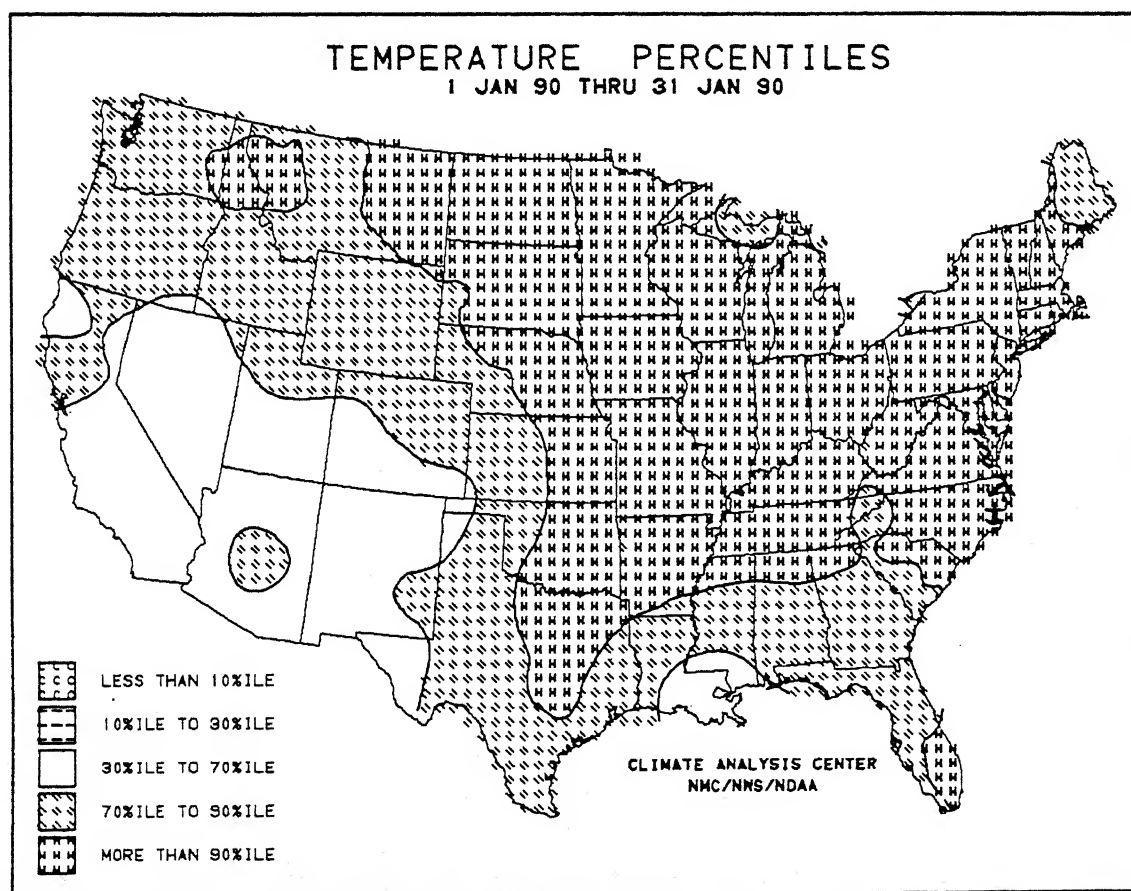 TEMPERATURE PERCENTILES
1 JAN 90 THRU 31 JAN 90
LESS THAN 10%ILE
10%ILE TO 30%ILE
30%ILE TO 70%ILE
70%ILE TO 90%ILE
MORE THAN 90%ILE
CLIMATE ANALYSIS CENTER
NMC/NWS/NOAA